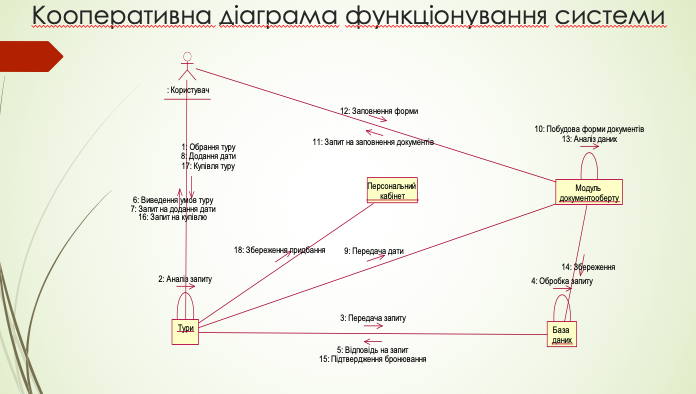 Кооперативна діаграма функціонування системи
: Користувач
12: Заповнення форми
11: Запит на заповнення документів
10: Побудова форми документів
13: Аналіз даних
1: Обрання туру
8: Додання дати
17: Купівля туру
Персональний
кабінет
Модуль
документооберту
6: Виведення умов туру
7: Запит на додання дати
16: Запит на купівлю
18: Збереження придбання
9: Передача дати
14: Збереження
2: Аналіз запиту
4: Обробка запиту
3: Передача запиту
Тури
База
даних
5: Відповідь на запит
15: Підтвердження бронювання